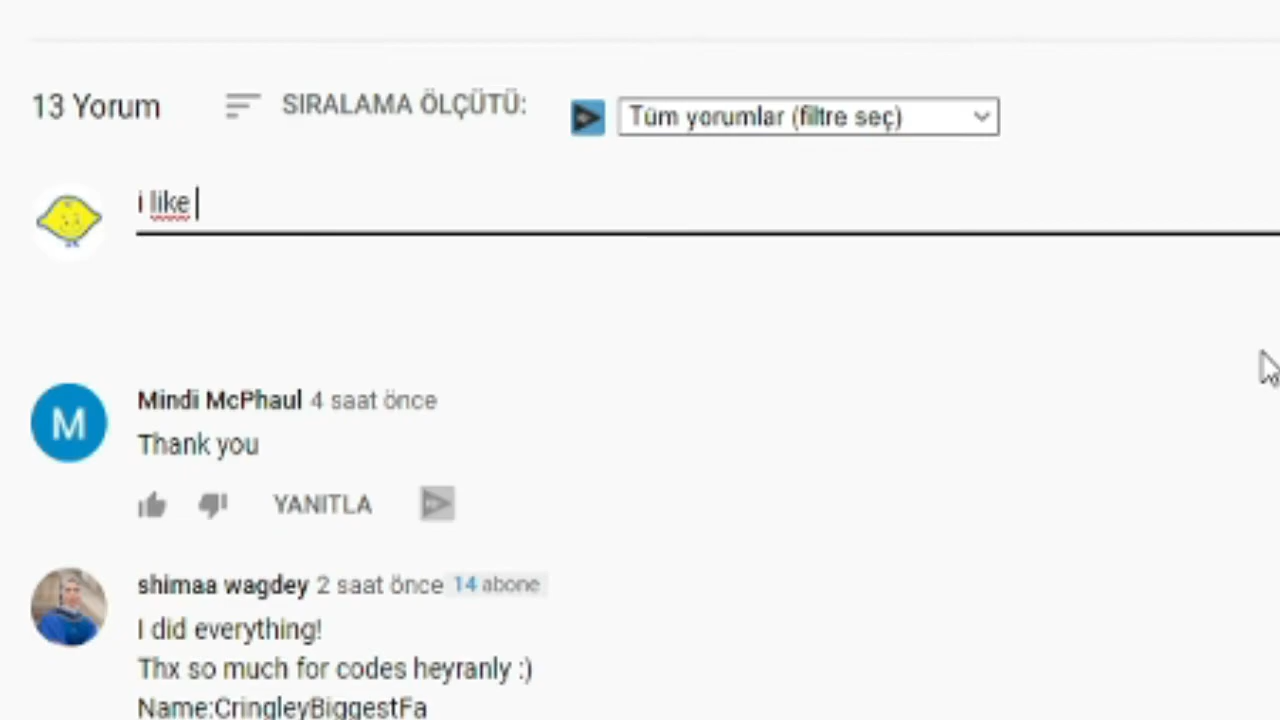 13 Yorum SIRALAMA ÖLÇÜTÜ: Tüm yorumlar (filtre seç)
i like
M
Mindi McPhaul 4 saat önce
Thank you
YANITLA
shimaa wagdey 2 saat önce 14 abone
I did everything!
Thx so much for codes heyranly :)
Name:CringleyBiggestFa